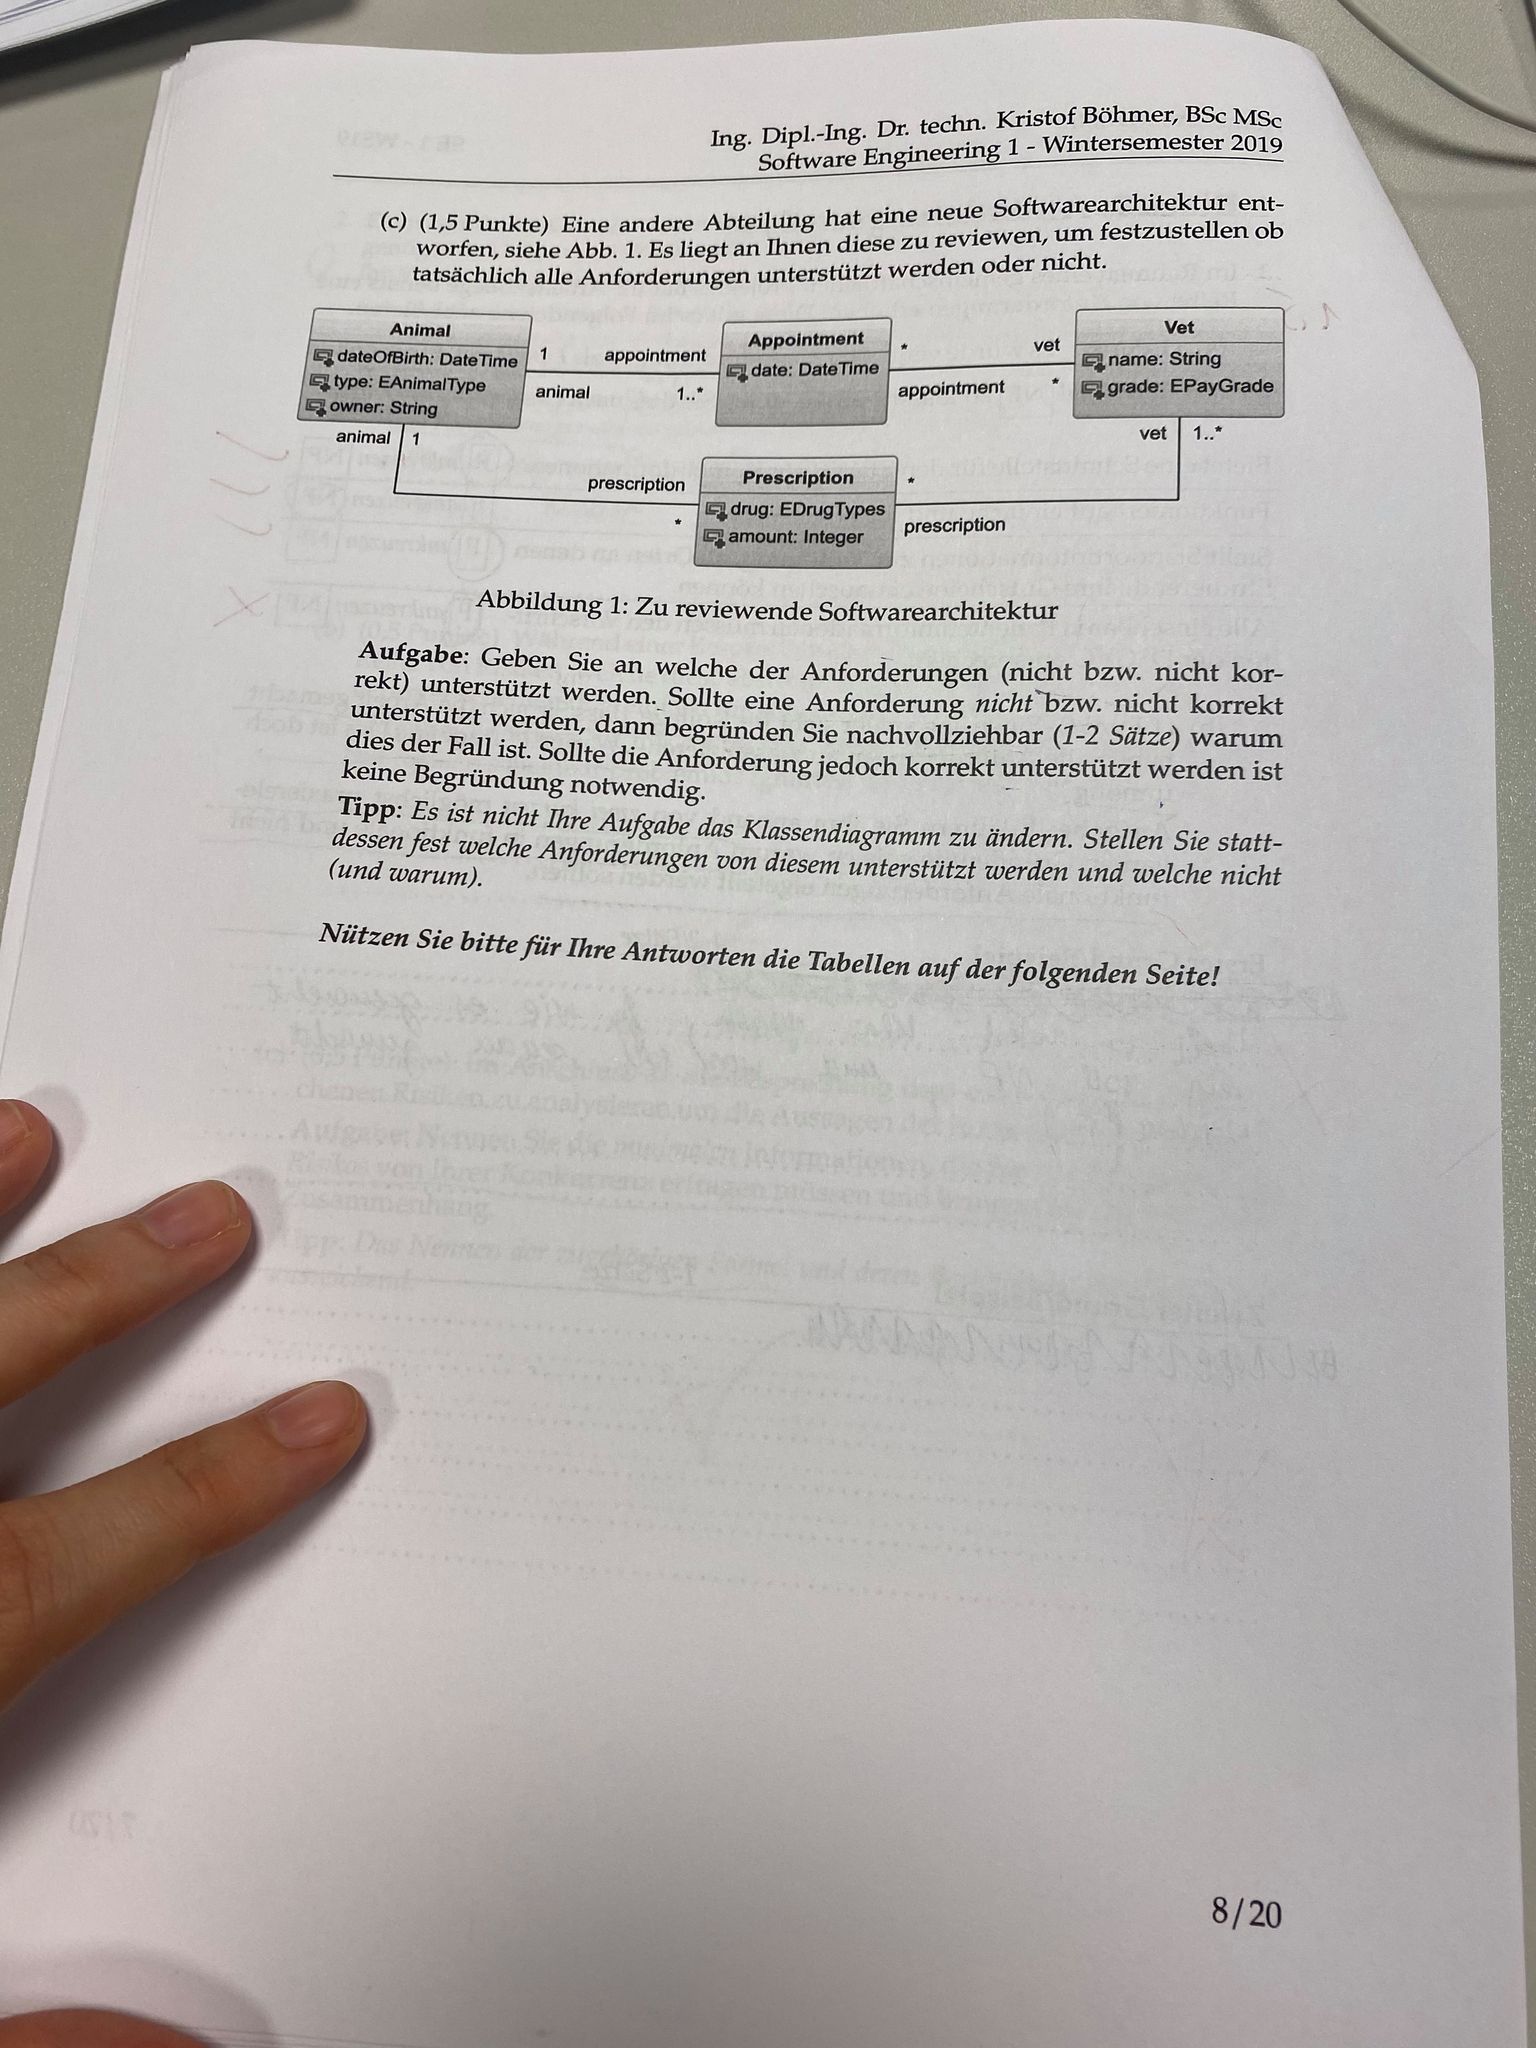 Ing. Dipl.-Ing. Dr. techn. Kristof Böhmer, BSc MSc
Software Engineering 1 - Wintersemester 2019
(c) (1,5 Punkte) Eine andere Abteilung hat eine neue Softwarearchitektur ent-
worfen, siehe Abb. 1. Es liegt an Ihnen diese zu reviewen, um festzustellen ob
tatsächlich alle Anforderungen unterstützt werden oder nicht.
Animal
dateOfBirth: DateTime
type: EAnimalType
owner: String
1 appointment
animal 1..*
Appointment
date: DateTime
* vet
appointment *
Vet
name: String
grade: EPayGrade
animal 1
prescription
*
Prescription
drug: EDrugTypes
amount: Integer
vet 1..*
*
prescription
Abbildung 1: Zu reviewende Softwarearchitektur
Aufgabe: Geben Sie an welche der Anforderungen (nicht bzw. nicht kor-
rekt) unterstützt werden. Sollte eine Anforderung nicht bzw. nicht korrekt
unterstützt werden, dann begründen Sie nachvollziehbar (1-2 Sätze) warum
dies der Fall ist. Sollte die Anforderung jedoch korrekt unterstützt werden ist
keine Begründung notwendig.
Tipp: Es ist nicht Ihre Aufgabe das Klassendiagramm zu ändern. Stellen Sie statt-
dessen fest welche Anforderungen von diesem unterstützt werden und welche nicht
(und warum).
Nützen Sie bitte für Ihre Antworten die Tabellen auf der folgenden Seite!
8/20